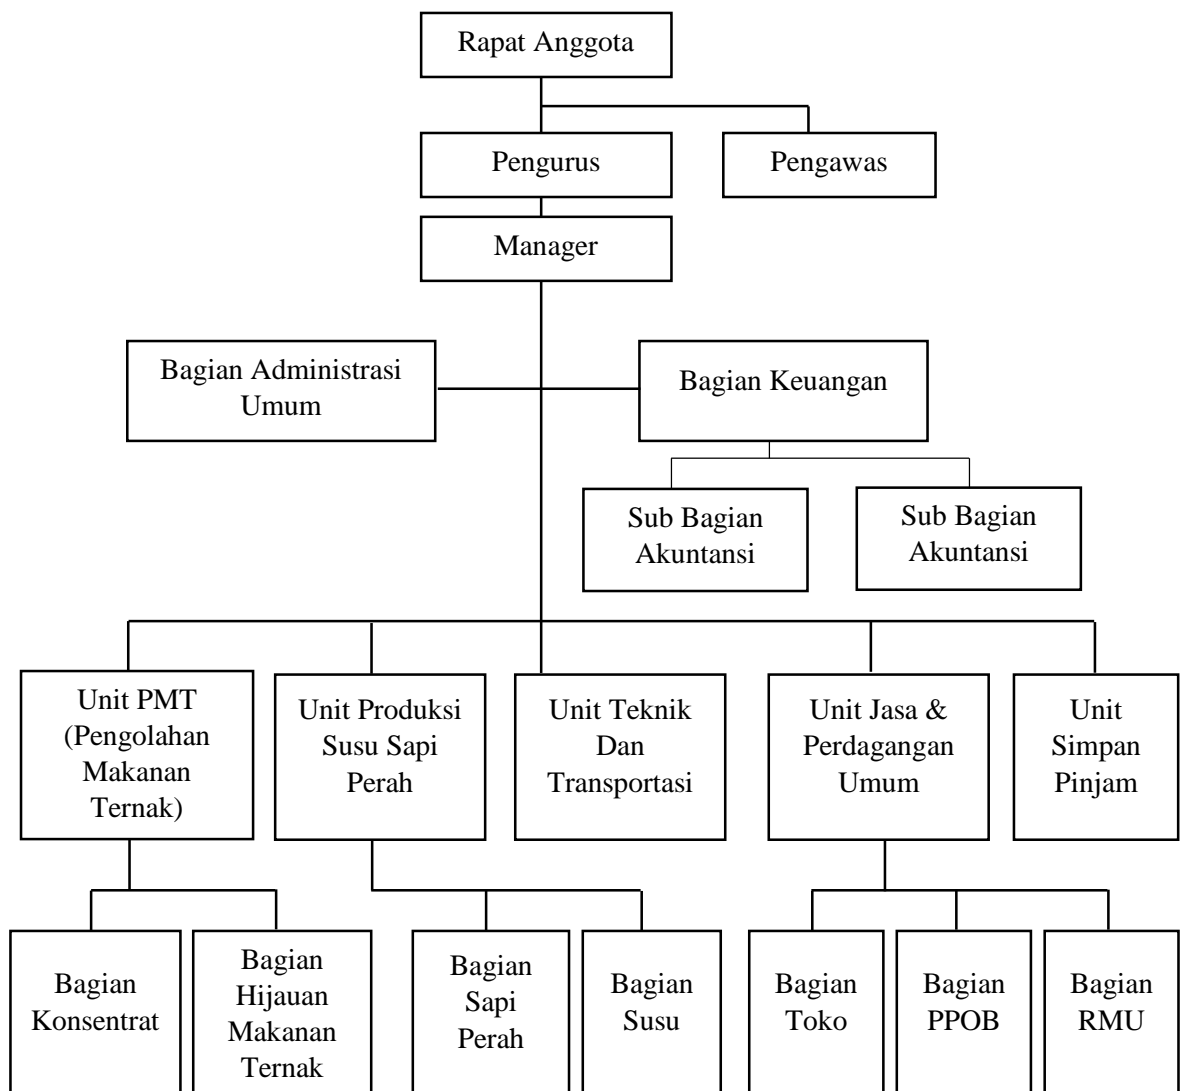 Rapat Anggota
Pengurus
Pengawas
Manager
Bagian Administrasi
Umum
Bagian Keuangan
Sub Bagian
Akuntansi
Sub Bagian
Akuntansi
Unit PMT
(Pengolahan
Makanan
Ternak)
Unit Produksi
Susu Sapi
Perah
Unit Teknik
Dan
Transportasi
Unit Jasa &
Perdagangan
Umum
Unit
Simpan
Pinjam
Bagian
Konsentrat
Bagian
Hijauan
Makanan
Ternak
Bagian
Sapi
Perah
Bagian
Susu
Bagian
Toko
Bagian
PPOB
Bagian
RMU